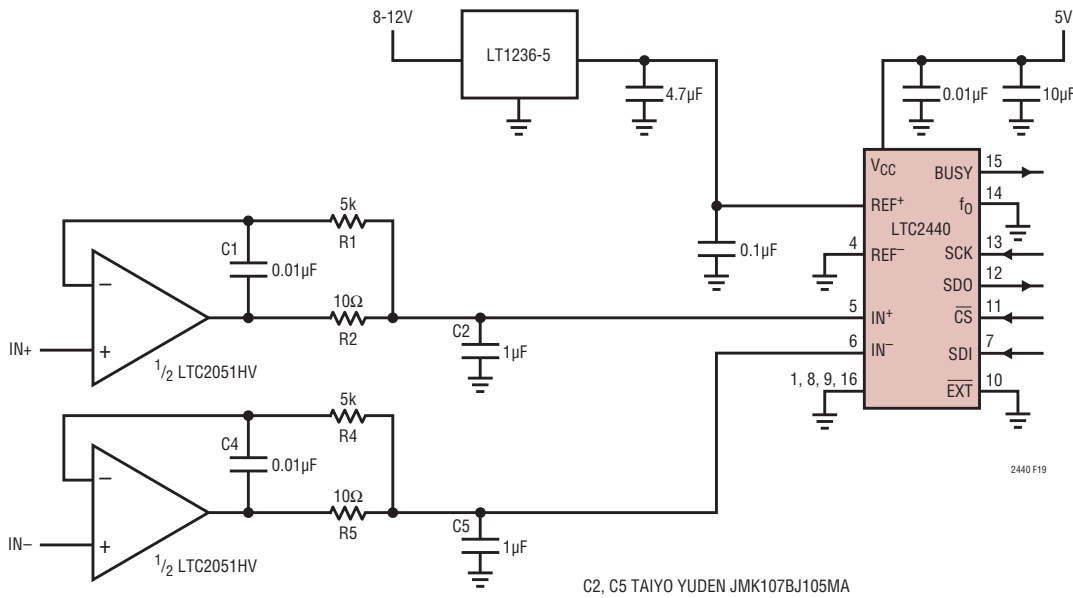 8-12V
5V
LT1236-5
4.7µF
0.01µF
10µF
VCC
BUSY
15
REF+
fO
14
LTC2440
4
REF−
SCK
13
0.1µF
SDO
12
5
IN+
CS
11
6
IN−
SDI
7
1, 8, 9, 16
EXT
10
5k
R1
C1
0.01µF
10Ω
R2
C2
1µF
−
+
IN+
1/2 LTC2051HV
5k
R4
C4
0.01µF
10Ω
R5
C5
1µF
−
+
IN−
1/2 LTC2051HV
2440 F19
C2, C5 TAIYO YUDEN JMK107BJ105MA